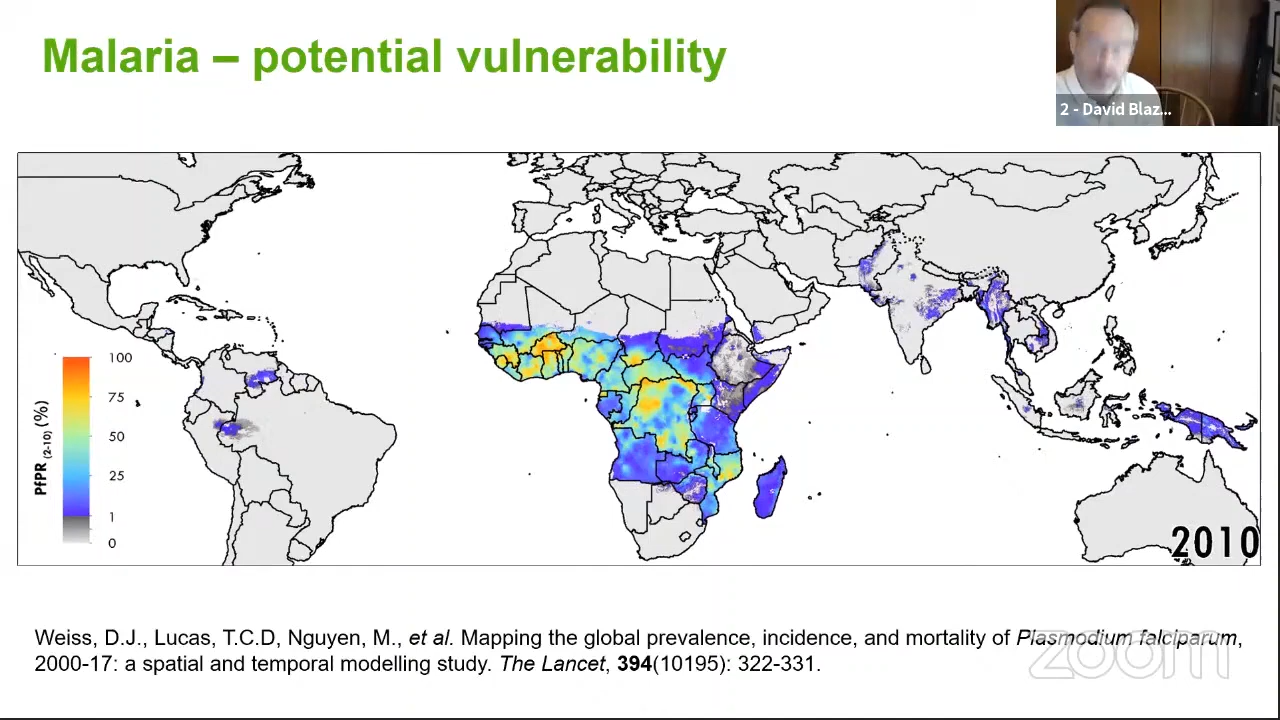 Malaria – potential vulnerability
2 - David Blaz...
PfPR (2-10) (%)
100
75
50
25
1
0
2010
Weiss, D.J., Lucas, T.C.D, Nguyen, M., et al. Mapping the global prevalence, incidence, and mortality of Plasmodium falciparum,
2000-17: a spatial and temporal modelling study. The Lancet, 394(10195): 322-331.
zoom